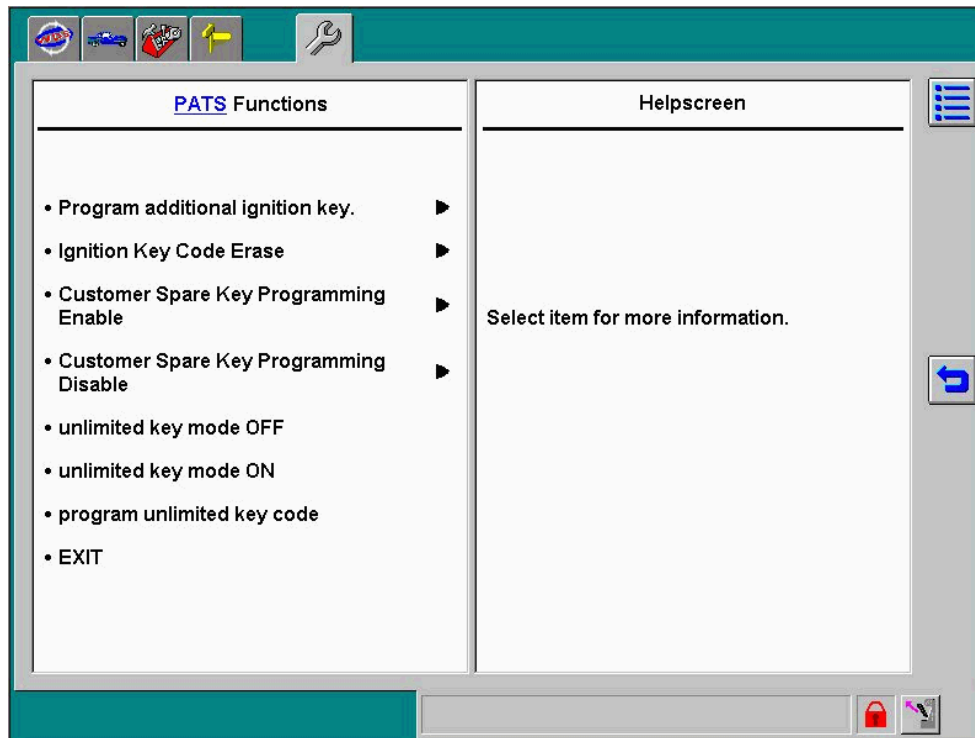 PATS Functions
Helpscreen
• Program additional ignition key.
• Ignition Key Code Erase
• Customer Spare Key Programming
Enable
• Customer Spare Key Programming
Disable
• unlimited key mode OFF
• unlimited key mode ON
• program unlimited key code
• EXIT
Select item for more information.